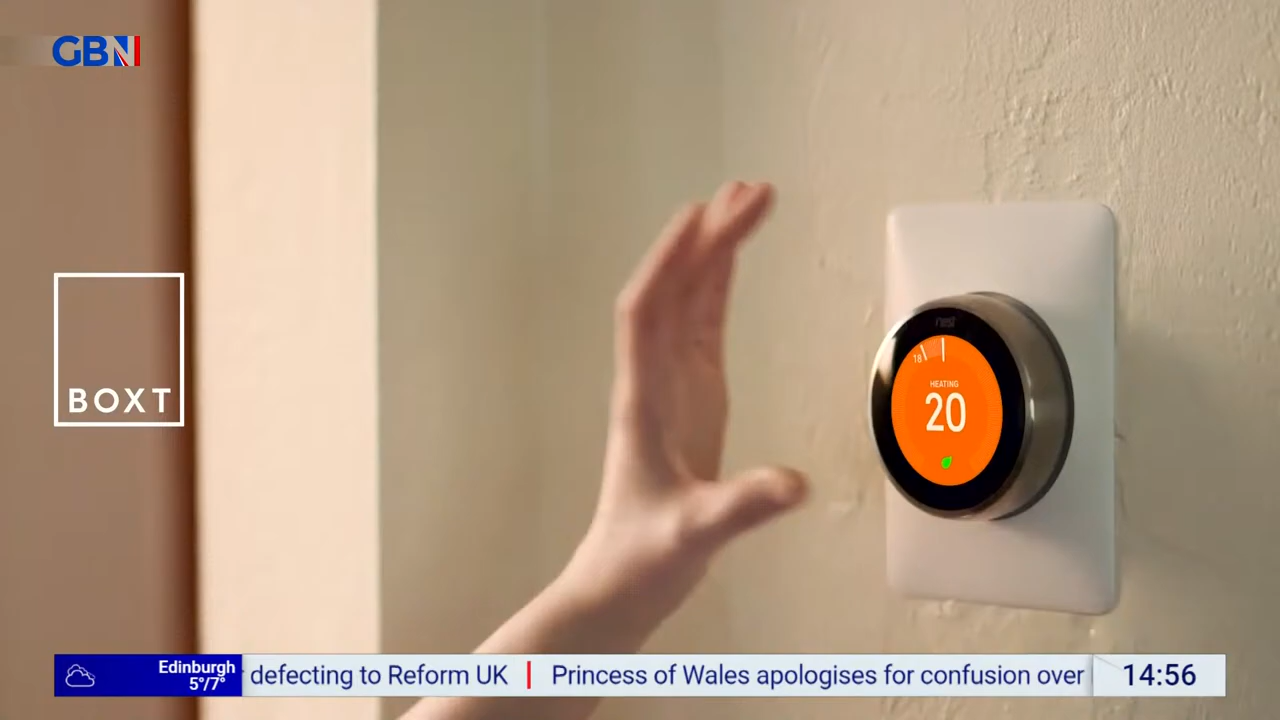 GBN
nest
18
HEATING
20
BOXT
Edinburgh
5°/7°
defecting to Reform UK | Princess of Wales apologises for confusion over
14:56